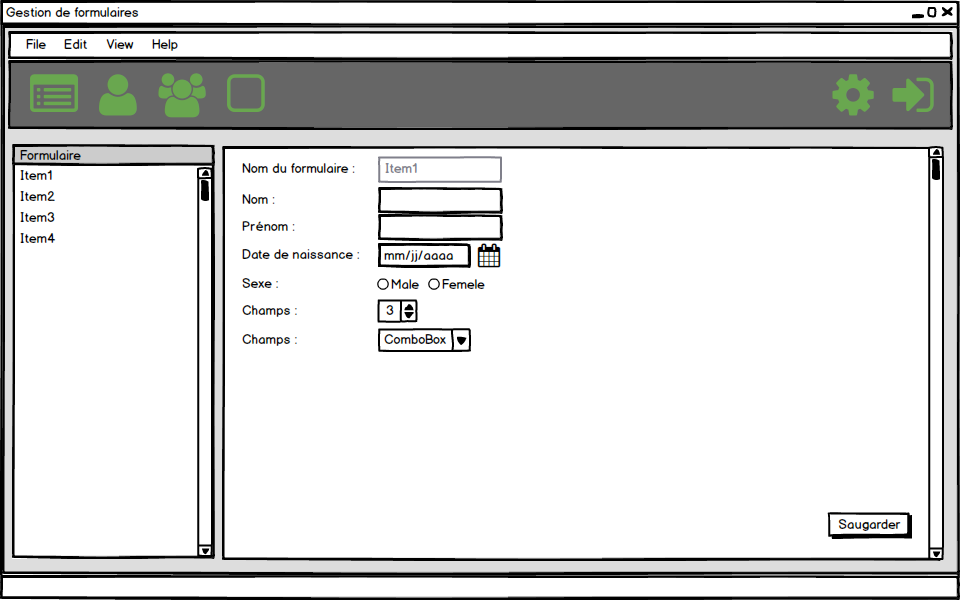 Gestion de formulaires
File Edit View Help
Formulaire
Item1
Item2
Item3
Item4
Nom du formulaire : Item1
Nom :
Prénom :
Date de naissance : mm/jj/aaaa
Sexe : Male Femele
Champs : 3
Champs : ComboBox
Saugarder